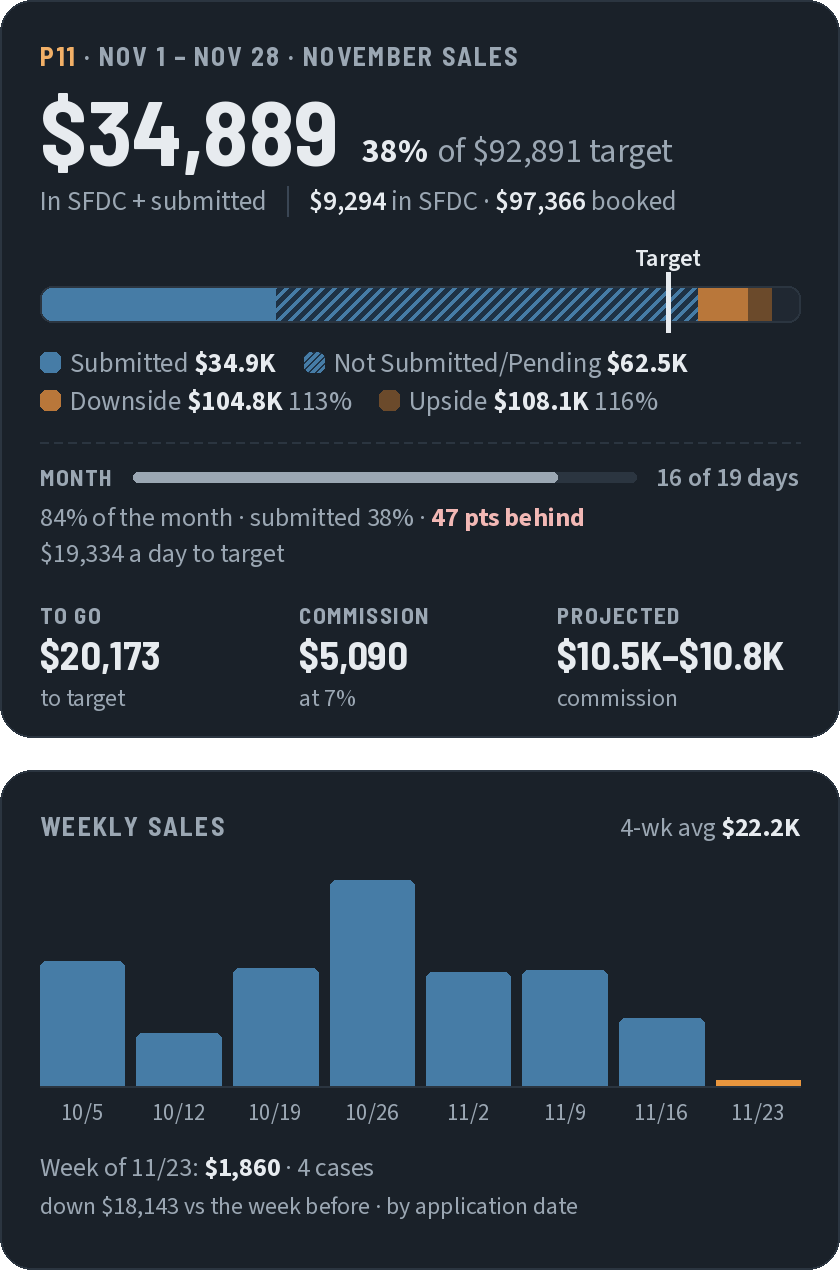 P11 · NOV 1 – NOV 28 · NOVEMBER SALES
$34,889 38% of $92,891 target
In SFDC + submitted $9,294 in SFDC · $97,366 booked
Target
Submitted $34.9K Not Submitted/Pending $62.5K
Downside $104.8K 113% Upside $108.1K 116%
MONTH 16 of 19 days
84% of the month · submitted 38% · 47 pts behind
$19,334 a day to target
TO GO COMMISSION PROJECTED
$20,173 $5,090 $10.5K–$10.8K
to target at 7% commission
WEEKLY SALES 4-wk avg $22.2K
10/5 10/12 10/19 10/26 11/2 11/9 11/16 11/23
Week of 11/23: $1,860 · 4 cases
down $18,143 vs the week before · by application date